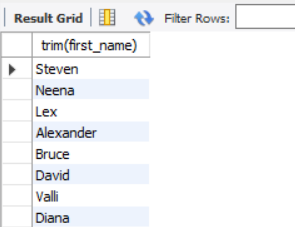 Result Grid Filter Rows:
trim(first_name)
Steven
Neena
Lex
Alexander
Bruce
David
Valli
Diana